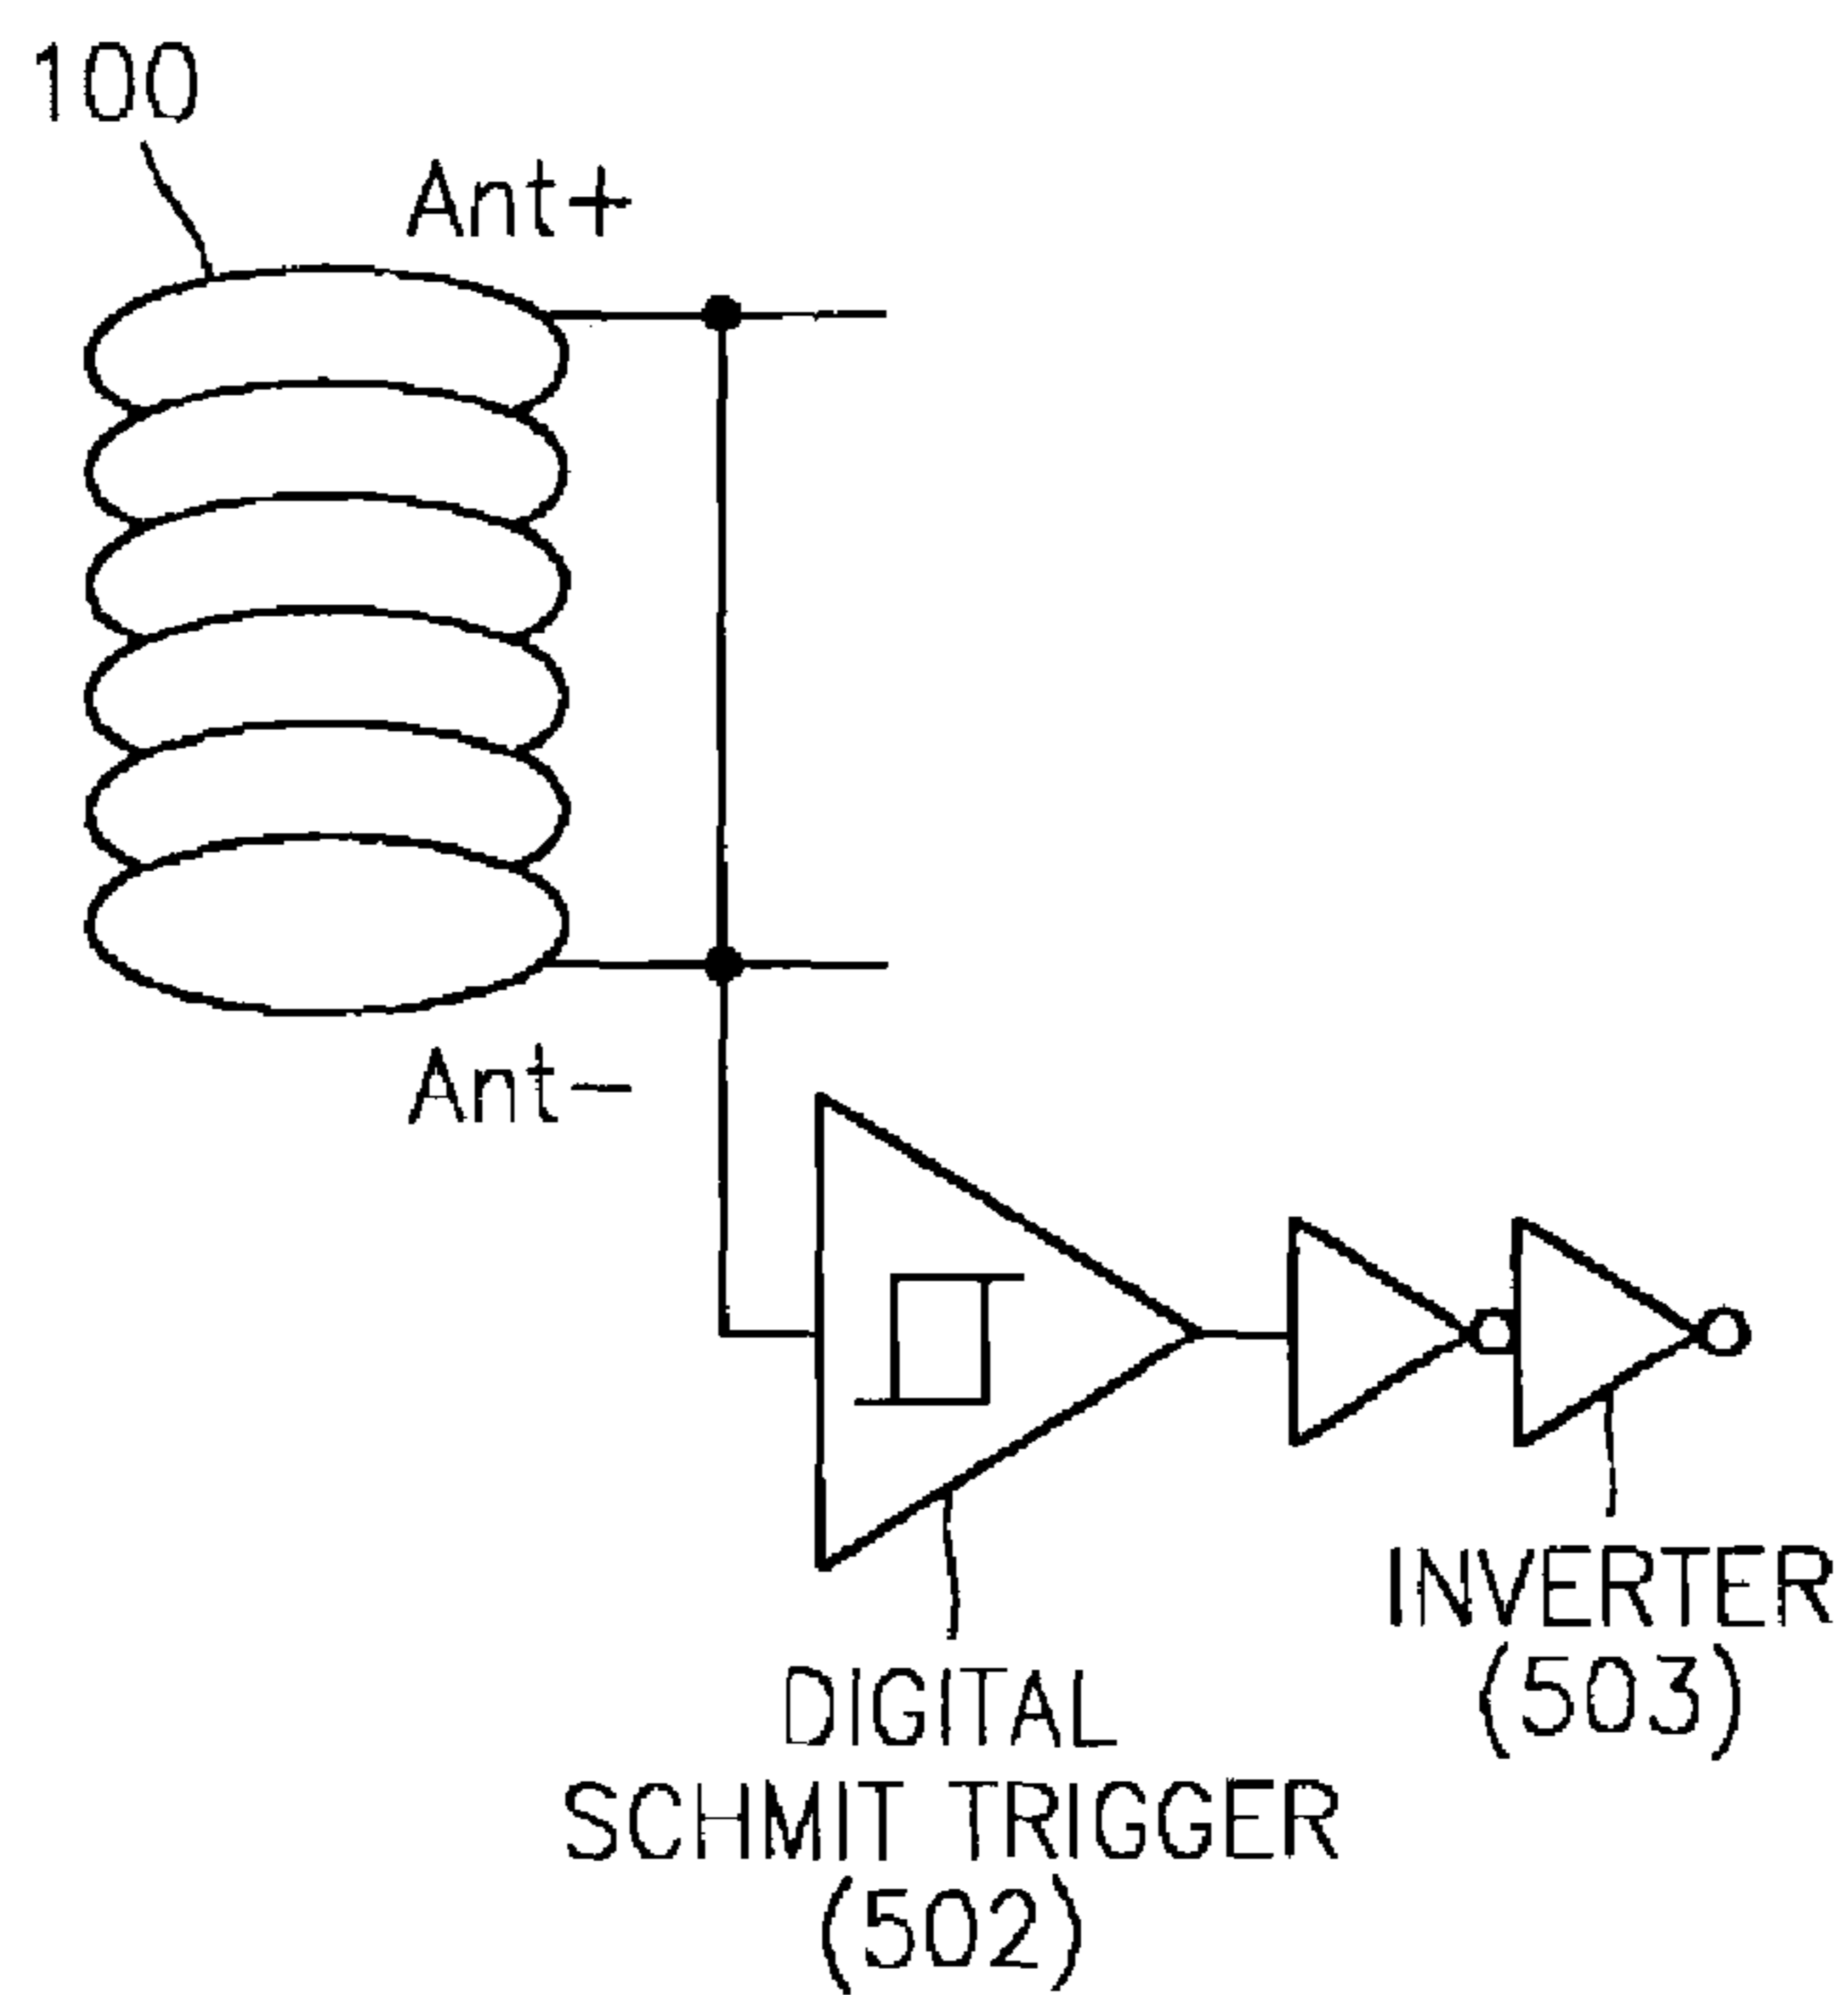 100
Ant+
Ant-
INVERTER
(503)
DIGITAL
SCHMIT TRIGGER
(502)